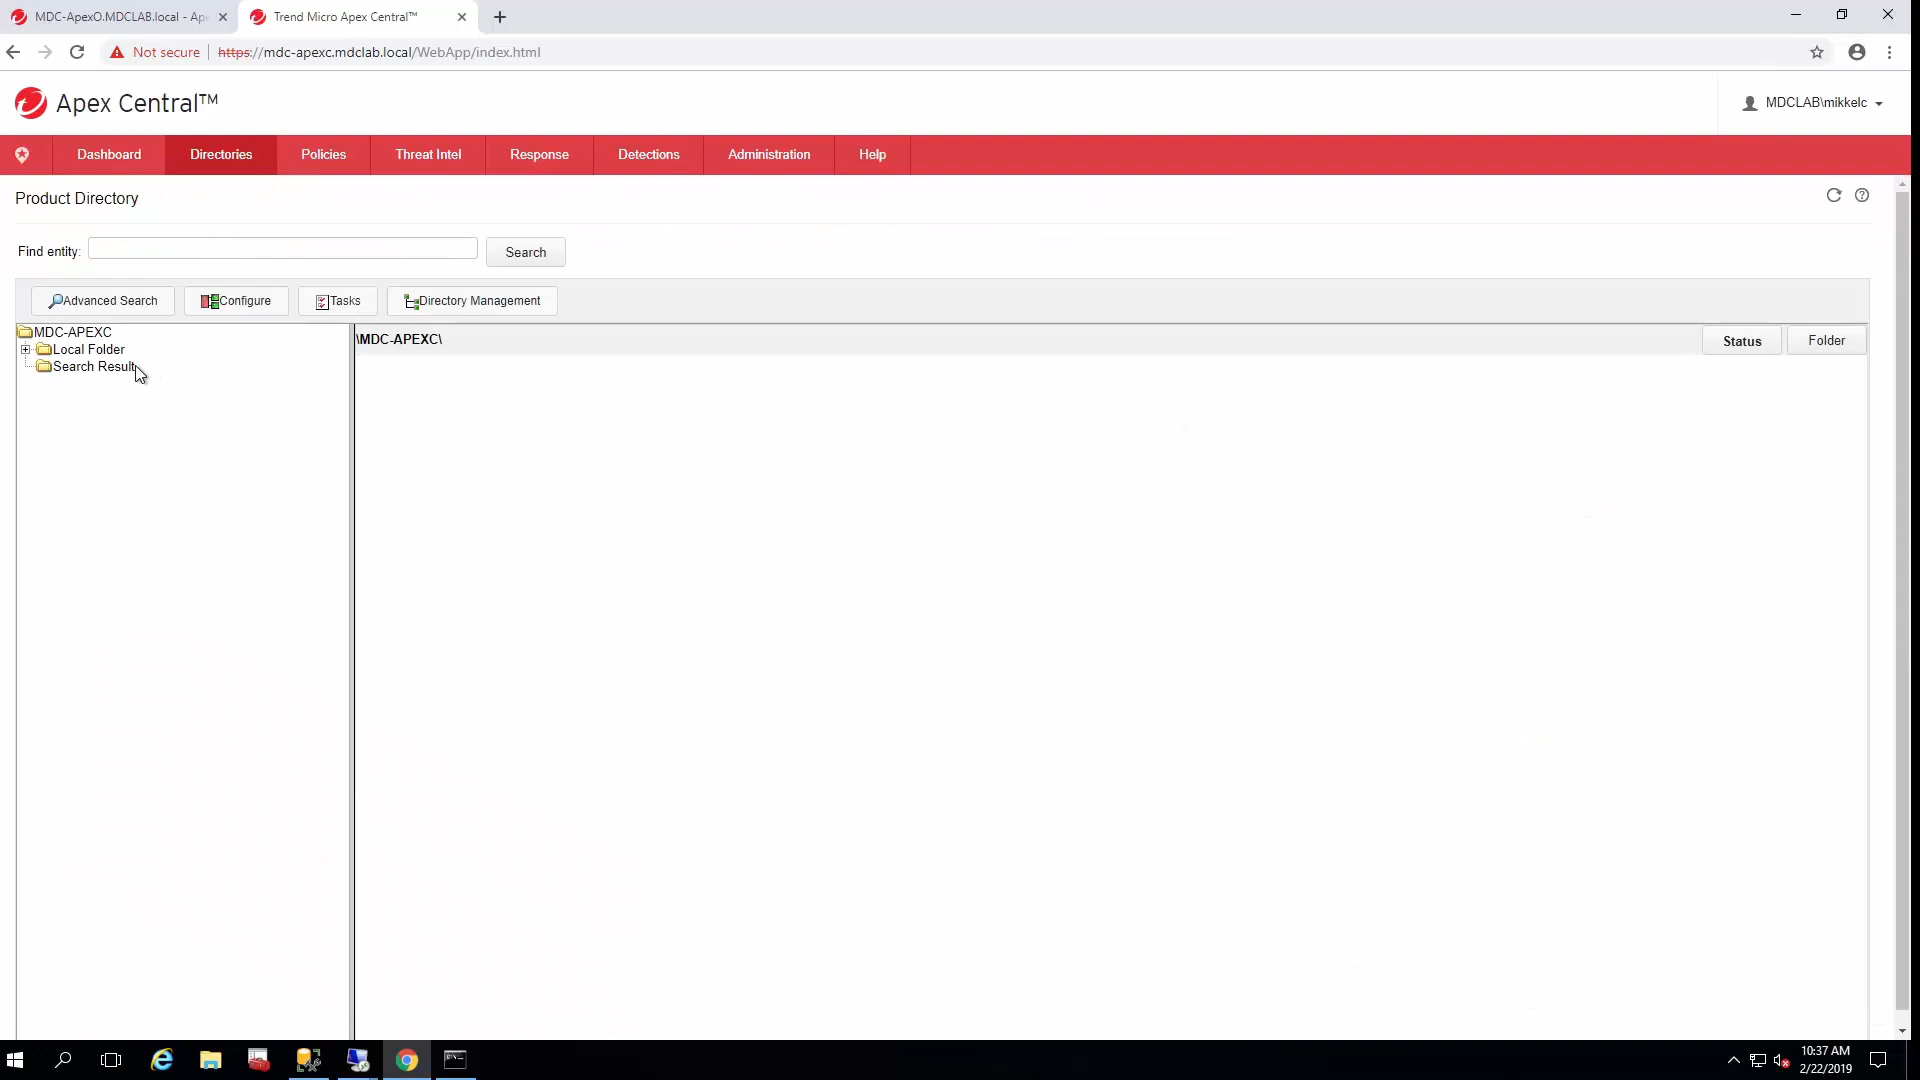 MDC-ApexO.MDCLAB.local - Ape
Trend Micro Apex Central™
Not secure
https://mdc-apexc.mdclab.local/WebApp/index.html
Apex Central™
MDCLAB\mikkelc
Dashboard
Directories
Policies
Threat Intel
Response
Detections
Administration
Help
Product Directory
Find entity:
Search
Advanced Search
Configure
Tasks
Directory Management
MDC-APEXC
Local Folder
Search Result
\MDC-APEXC\
Status
Folder
10:37 AM
2/22/2019